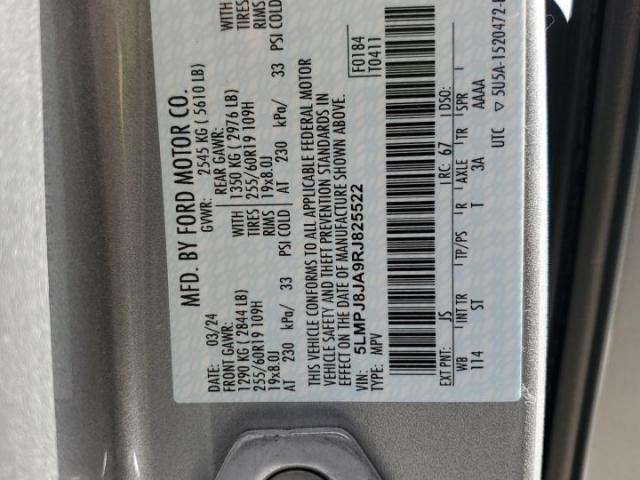 MFD. BY FORD MOTOR CO.
DATE: 03/24
GVWR: 2545 KG ( 5610 LB)
FRONT GAWR: REAR GAWR:
1290 KG ( 2844 LB) WITH 1350 KG ( 2976 LB) WITH
255/60R19 109H TIRES 255/60R19 109H TIRES
19x8.0J RIMS 19x8.0J RIMS
AT 230 kPa/ 33 PSI COLD AT 230 kPa/ 33 PSI COLD
THIS VEHICLE CONFORMS TO ALL APPLICABLE FEDERAL MOTOR
VEHICLE SAFETY AND THEFT PREVENTION STANDARDS IN
EFFECT ON THE DATE OF MANUFACTURE SHOWN ABOVE.
F0184
T0411
VIN: 5LMPJ8JA9RJ825522
TYPE: MPV
EXT PNT: JS RC: 67 DSO:
WB INT TR TP/PS R AXLE TR SPR
114 ST T 3A AAAA
UTC 5U5A-1520472-